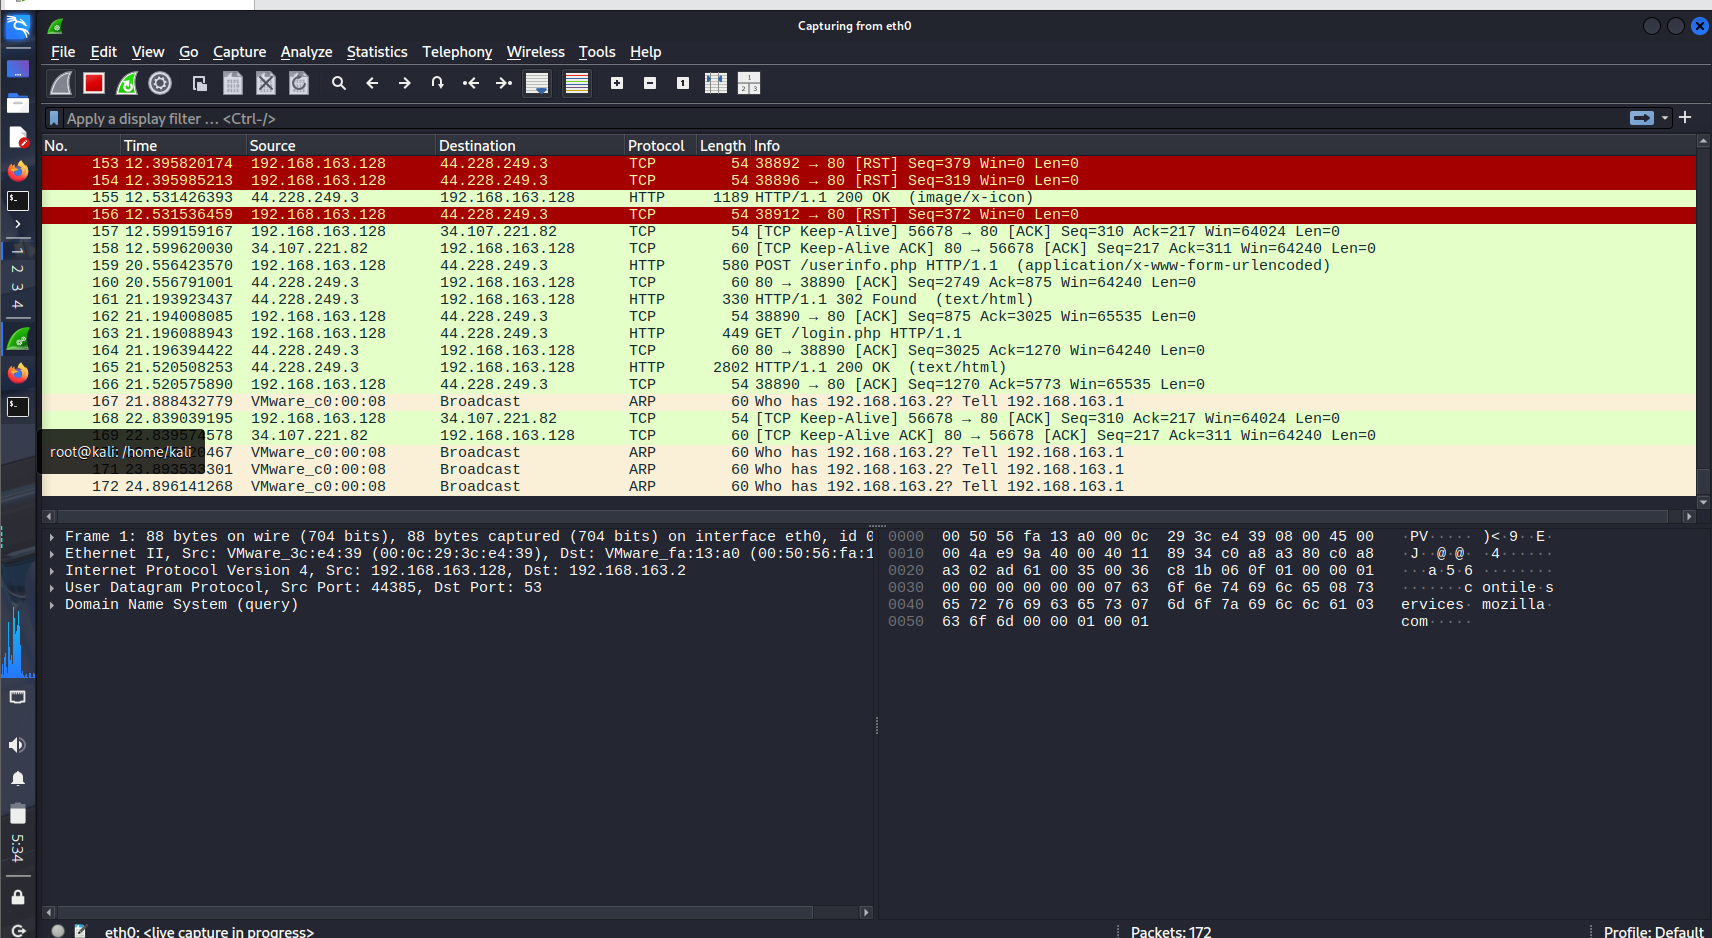 Capturing from eth0
File Edit View Go Capture Analyze Statistics Telephony Wireless Tools Help
Apply a display filter … <Ctrl-/>
No. Time Source Destination Protocol Length Info
153 12.395820174 192.168.163.128 44.228.249.3 TCP 54 38892 → 80 [RST] Seq=379 Win=0 Len=0
154 12.395985213 192.168.163.128 44.228.249.3 TCP 54 38896 → 80 [RST] Seq=319 Win=0 Len=0
155 12.531426393 44.228.249.3 192.168.163.128 HTTP 1189 HTTP/1.1 200 OK (image/x-icon)
156 12.531536459 192.168.163.128 44.228.249.3 TCP 54 38912 → 80 [RST] Seq=372 Win=0 Len=0
157 12.599159167 192.168.163.128 34.107.221.82 TCP 54 [TCP Keep-Alive] 56678 → 80 [ACK] Seq=310 Ack=217 Win=64024 Len=0
158 12.599620030 34.107.221.82 192.168.163.128 TCP 60 [TCP Keep-Alive ACK] 80 → 56678 [ACK] Seq=217 Ack=311 Win=64240 Len=0
159 20.556423570 192.168.163.128 44.228.249.3 HTTP 580 POST /userinfo.php HTTP/1.1 (application/x-www-form-urlencoded)
160 20.556791001 44.228.249.3 192.168.163.128 TCP 60 80 → 38890 [ACK] Seq=2749 Ack=875 Win=64240 Len=0
161 21.193923437 44.228.249.3 192.168.163.128 HTTP 330 HTTP/1.1 302 Found (text/html)
162 21.194008085 192.168.163.128 44.228.249.3 TCP 54 38890 → 80 [ACK] Seq=875 Ack=3025 Win=65535 Len=0
163 21.196088943 192.168.163.128 44.228.249.3 HTTP 449 GET /login.php HTTP/1.1
164 21.196394422 44.228.249.3 192.168.163.128 TCP 60 80 → 38890 [ACK] Seq=3025 Ack=1270 Win=64240 Len=0
165 21.520508253 44.228.249.3 192.168.163.128 HTTP 2802 HTTP/1.1 200 OK (text/html)
166 21.520575890 192.168.163.128 44.228.249.3 TCP 54 38890 → 80 [ACK] Seq=1270 Ack=5773 Win=65535 Len=0
167 21.888432779 VMware_c0:00:08 Broadcast ARP 60 Who has 192.168.163.2? Tell 192.168.163.1
168 22.839039195 192.168.163.128 34.107.221.82 TCP 54 [TCP Keep-Alive] 56678 → 80 [ACK] Seq=310 Ack=217 Win=64024 Len=0
169 22.839574578 34.107.221.82 192.168.163.128 TCP 60 [TCP Keep-Alive ACK] 80 → 56678 [ACK] Seq=217 Ack=311 Win=64240 Len=0
root@kali: /home/kali
467 VMware_c0:00:08 Broadcast ARP 60 Who has 192.168.163.2? Tell 192.168.163.1
171 23.893533301 VMware_c0:00:08 Broadcast ARP 60 Who has 192.168.163.2? Tell 192.168.163.1
172 24.896141268 VMware_c0:00:08 Broadcast ARP 60 Who has 192.168.163.2? Tell 192.168.163.1
Frame 1: 88 bytes on wire (704 bits), 88 bytes captured (704 bits) on interface eth0, id 0
Ethernet II, Src: VMware_3c:e4:39 (00:0c:29:3c:e4:39), Dst: VMware_fa:13:a0 (00:50:56:fa:1
Internet Protocol Version 4, Src: 192.168.163.128, Dst: 192.168.163.2
User Datagram Protocol, Src Port: 44385, Dst Port: 53
Domain Name System (query)
0000 00 50 56 fa 13 a0 00 0c 29 3c e4 39 08 00 45 00 ·PV····· )<·9··E·
0010 00 4a e9 9a 40 00 40 11 89 34 c0 a8 a3 80 c0 a8 ·J··@·@· ·4······
0020 a3 02 ad 61 00 35 00 36 c8 1b 06 0f 01 00 00 01 ···a·5·6 ········
0030 00 00 00 00 00 00 07 63 6f 6e 74 69 6c 65 08 73 ·······c ontile·s
0040 65 72 76 69 63 65 73 07 6d 6f 7a 69 6c 6c 61 03 ervices· mozilla·
0050 63 6f 6d 00 00 01 00 01 com·····
1
2
3
4
5:34
eth0: <live capture in progress>
Packets: 172
Profile: Default